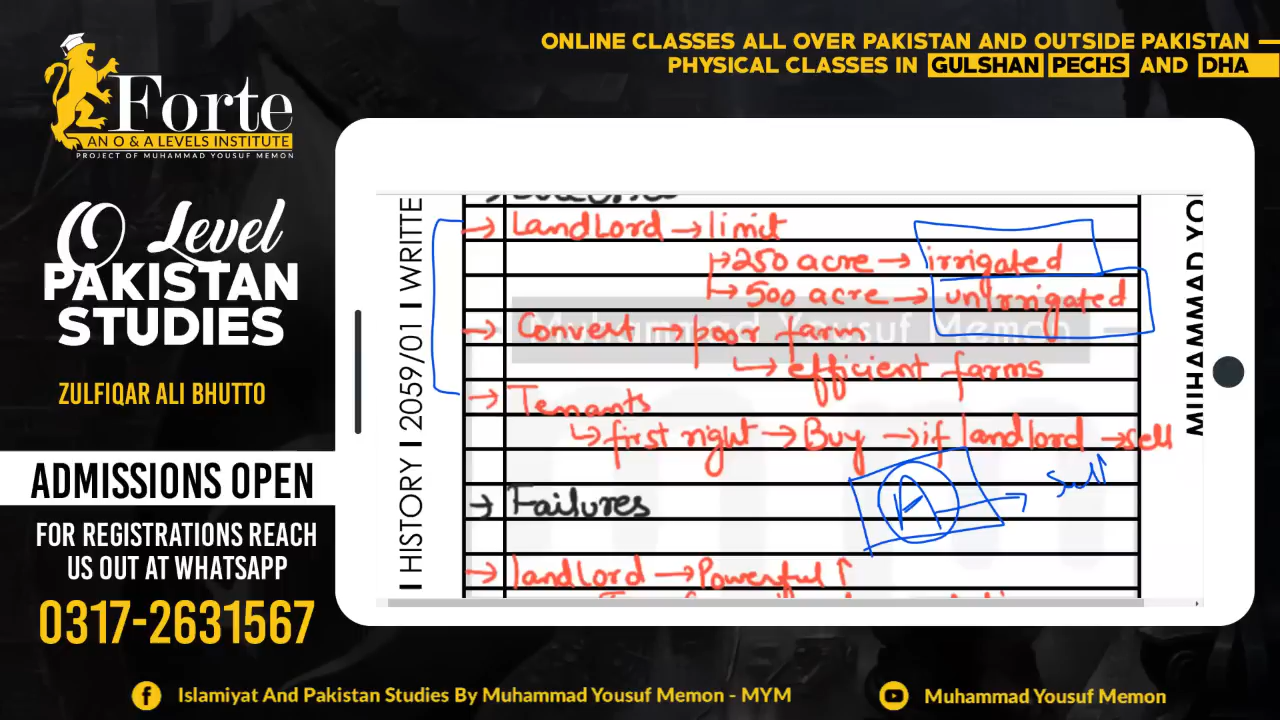 Forte
AN O & A LEVELS INSTITUTE
PROJECT OF MUHAMMAD YOUSUF MEMON
ONLINE CLASSES ALL OVER PAKISTAN AND OUTSIDE PAKISTAN
PHYSICAL CLASSES IN GULSHAN PECHS AND DHA
O Level
PAKISTAN
STUDIES
ZULFIQAR ALI BHUTTO
ADMISSIONS OPEN
FOR REGISTRATIONS REACH
US OUT AT WHATSAPP
0317-2631567
I HISTORY I 2059/01 I WRITTE
→ Landlord → limit
↳ 250 acre → irrigated
↳ 500 acre → unirrigated
Muhammad Yousuf Memon
→ Convert → poor farm
↳ efficient farms
→ Tenants
↳ first right → Buy → if landlord → sell
A → sell
→ Failures
→ landlord → Powerful ↑
MUHAMMAD YO
Islamiyat And Pakistan Studies By Muhammad Yousuf Memon - MYM
Muhammad Yousuf Memon